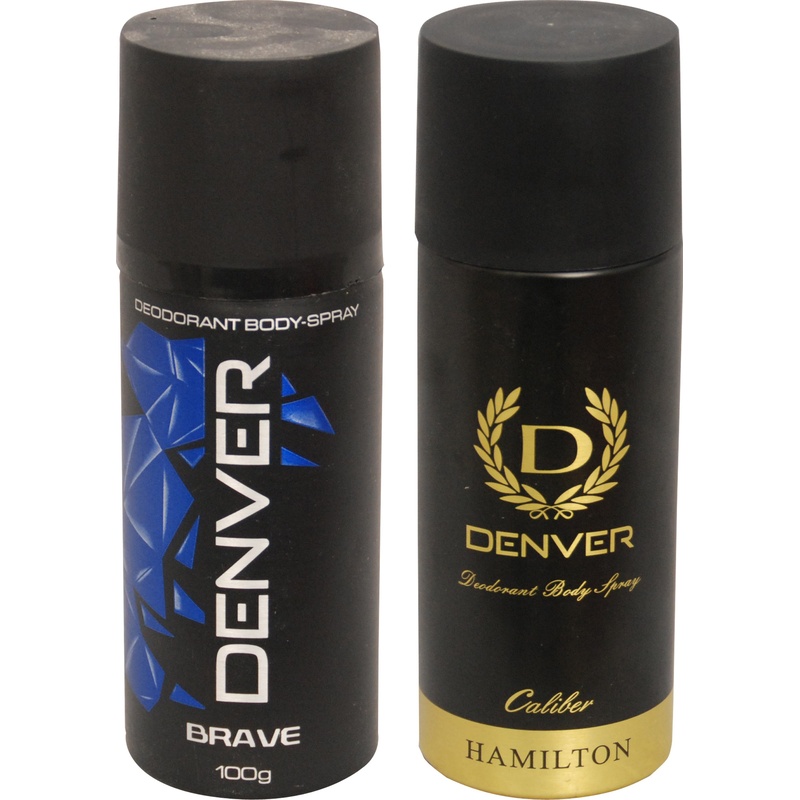 DEODORANT BODY-SPRAY
DENVER
BRAVE
100g
D
DENVER
Deodorant Body Spray
Caliber
HAMILTON